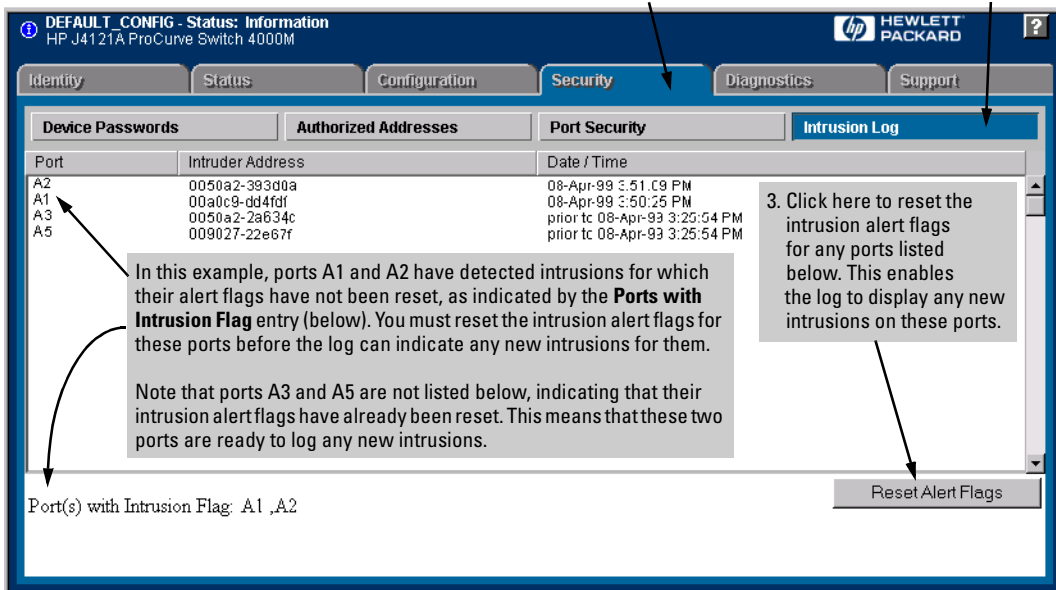 DEFAULT_CONFIG - Status: Information
HP J4121A ProCurve Switch 4000M
hp HEWLETT PACKARD
?
Identity Status Configuration Security Diagnostics Support
Device Passwords Authorized Addresses Port Security Intrusion Log
Port Intruder Address Date / Time
A2 0050a2-393d0a 08-Apr-99 3:51:09 PM
A1 00a0c9-dd4fdf 08-Apr-99 3:50:25 PM
A3 0050a2-2a634c prior to 08-Apr-99 3:25:54 PM
A5 009027-22e67f prior to 08-Apr-99 3:25:54 PM
3. Click here to reset the
intrusion alert flags
for any ports listed
below. This enables
the log to display any new
intrusions on these ports.
In this example, ports A1 and A2 have detected intrusions for which
their alert flags have not been reset, as indicated by the Ports with
Intrusion Flag entry (below). You must reset the intrusion alert flags for
these ports before the log can indicate any new intrusions for them.
Note that ports A3 and A5 are not listed below, indicating that their
intrusion alert flags have already been reset. This means that these two
ports are ready to log any new intrusions.
Port(s) with Intrusion Flag: A1 ,A2
Reset Alert Flags